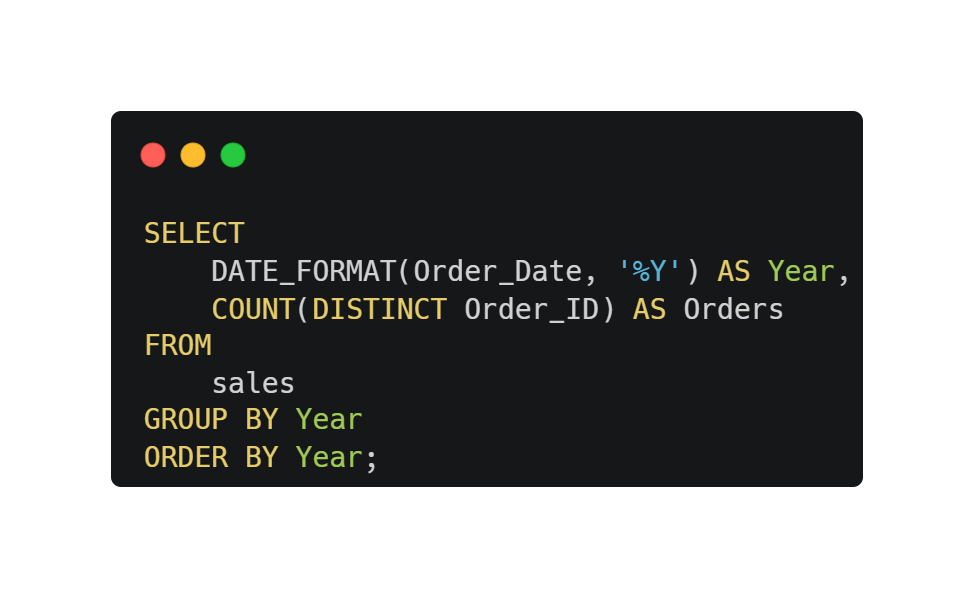 SELECT
    DATE_FORMAT(Order_Date, '%Y') AS Year,
    COUNT(DISTINCT Order_ID) AS Orders
FROM
    sales
GROUP BY Year
ORDER BY Year;